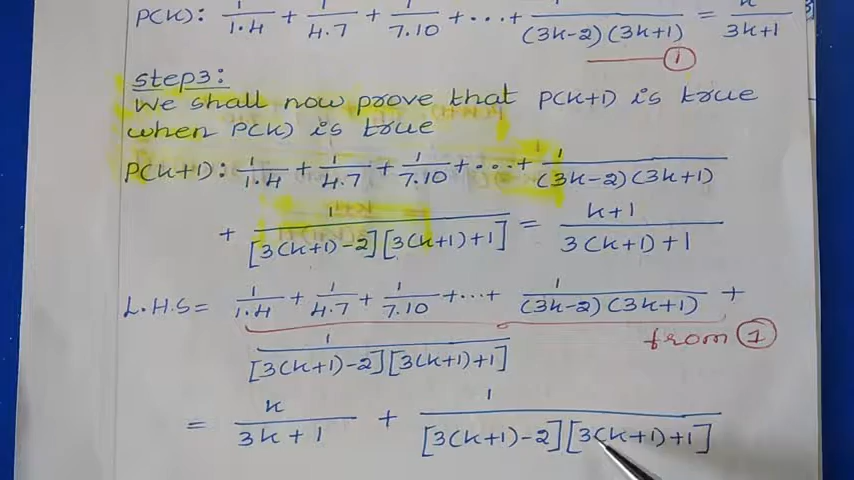 P(k): 1/1.4 + 1/4.7 + 1/7.10 + ... + 1/(3k-2)(3k+1) = k/3k+1
①
step3:
We shall now prove that P(k+1) is true
when P(k) is true
P(k+1): 1/1.4 + 1/4.7 + 1/7.10 + ... + 1/(3k-2)(3k+1)
+ 1/[3(k+1)-2][3(k+1)+1] = k+1/3(k+1)+1
L.H.S = 1/1.4 + 1/4.7 + 1/7.10 + ... + 1/(3k-2)(3k+1) +
from ①
1/[3(k+1)-2][3(k+1)+1]
= k/3k+1 + 1/[3(k+1)-2][3(k+1)+1]